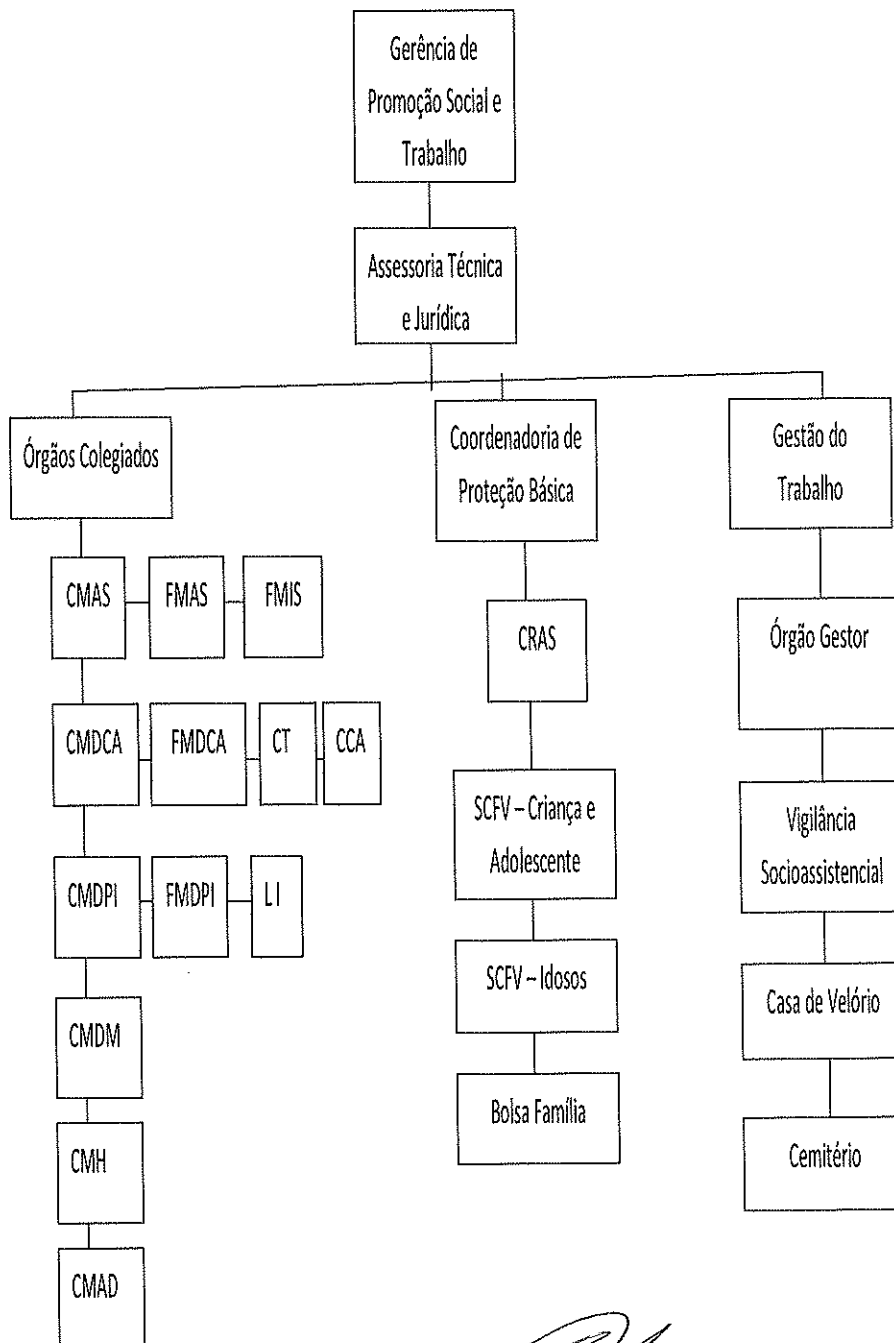 Gerência de
Promoção Social e
Trabalho
Assessoria Técnica
e Jurídica
Órgãos Colegiados
Coordenadoria de
Proteção Básica
Gestão do
Trabalho
CMAS
FMAS
FMIS
CRAS
Órgão Gestor
CMDCA
FMDCA
CT
CCA
SCFV – Criança e
Adolescente
Vigilância
Socioassistencial
CMDPI
FMDPI
L I
SCFV – Idosos
Casa de Velório
CMDM
Bolsa Família
Cemitério
CMH
CMAD